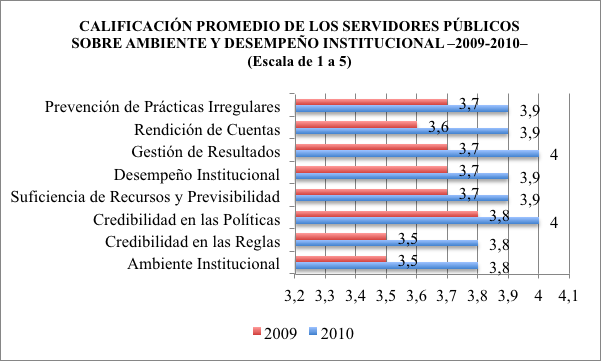 CALIFICACIÓN PROMEDIO DE LOS SERVIDORES PÚBLICOS
SOBRE AMBIENTE Y DESEMPEÑO INSTITUCIONAL –2009-2010–
(Escala de 1 a 5)
Prevención de Prácticas Irregulares 3,7 3,9
Rendición de Cuentas 3,6 3,9
Gestión de Resultados 3,7 4
Desempeño Institucional 3,7 3,9
Suficiencia de Recursos y Previsibilidad 3,7 3,9
Credibilidad en las Políticas 3,8 4
Credibilidad en las Reglas 3,5 3,8
Ambiente Institucional 3,5 3,8
3,2 3,3 3,4 3,5 3,6 3,7 3,8 3,9 4 4,1
2009 2010